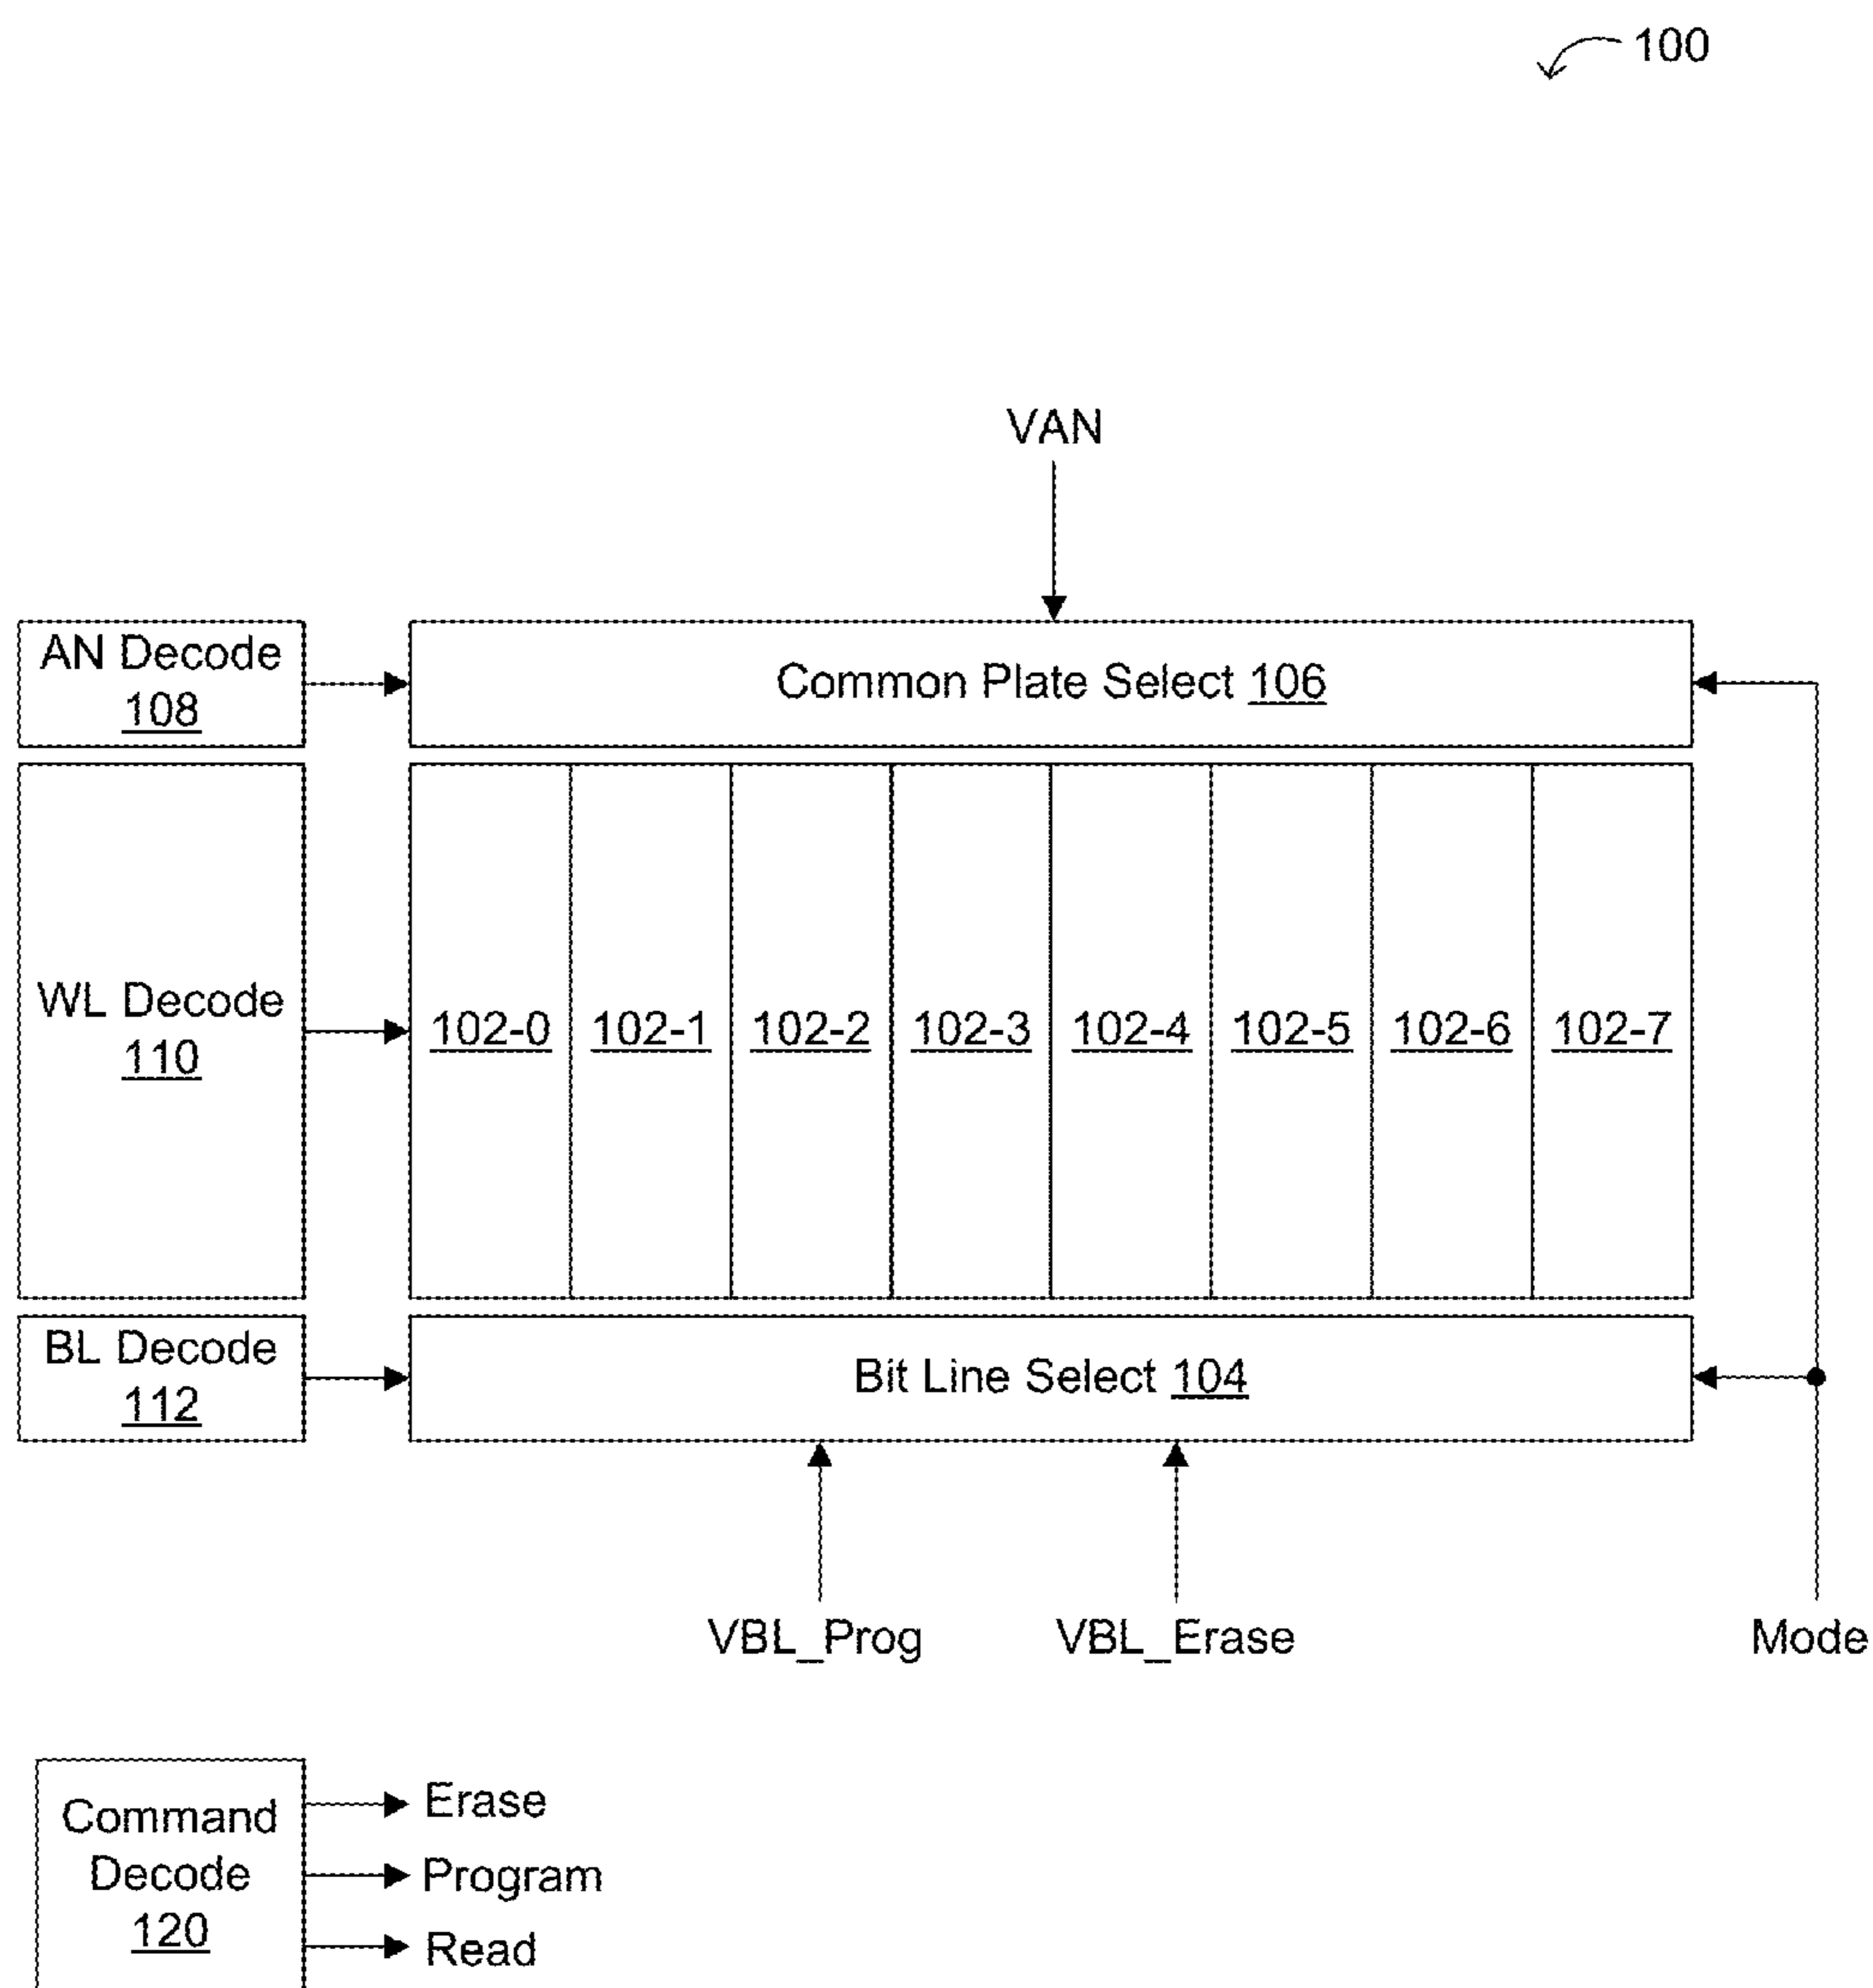 100
VAN
AN Decode
108
Common Plate Select 106
WL Decode
110
102-0 102-1 102-2 102-3 102-4 102-5 102-6 102-7
BL Decode
112
Bit Line Select 104
VBL_Prog VBL_Erase Mode
Command
Decode
120
Erase
Program
Read